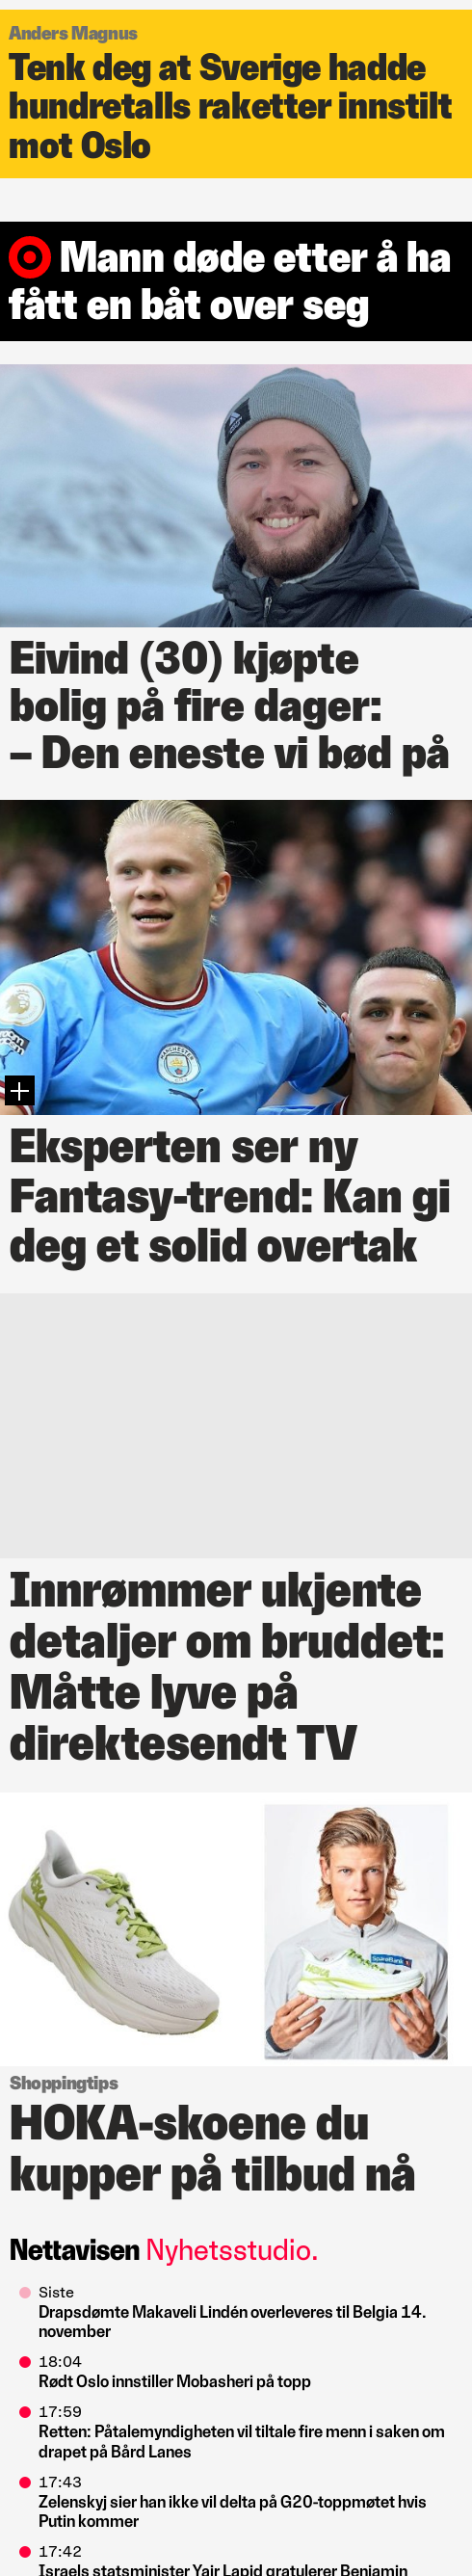 Anders Magnus
Tenk deg at Sverige hadde
hundretalls raketter innstilt
mot Oslo
Mann døde etter å ha
fått en båt over seg
Eivind (30) kjøpte
bolig på fire dager:
– Den eneste vi bød på
MANCHESTER
Eksperten ser ny
Fantasy-trend: Kan gi
deg et solid overtak
Innrømmer ukjente
detaljer om bruddet:
Måtte lyve på
direktesendt TV
HOKA
SpareBank
HOKA
Shoppingtips
HOKA-skoene du
kupper på tilbud nå
Nettavisen Nyhetsstudio.
Siste
Drapsdømte Makaveli Lindén overleveres til Belgia 14.
november
18:04
Rødt Oslo innstiller Mobasheri på topp
17:59
Retten: Påtalemyndigheten vil tiltale fire menn i saken om
drapet på Bård Lanes
17:43
Zelenskyj sier han ikke vil delta på G20-toppmøtet hvis
Putin kommer
17:42
Israels statsminister Yair Lapid gratulerer Benjamin